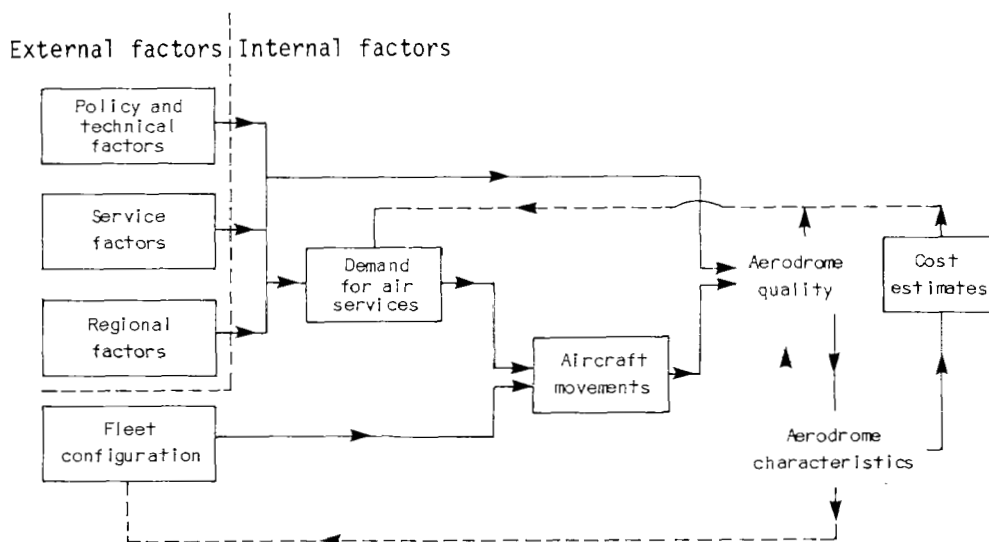 External factors
Internal factors
Policy and
technical
factors
Service
factors
Regional
factors
Fleet
configuration
Demand
for air
services
Aircraft
movements
Aerodrome
quality
Cost
estimates
Aerodrome
characteristics